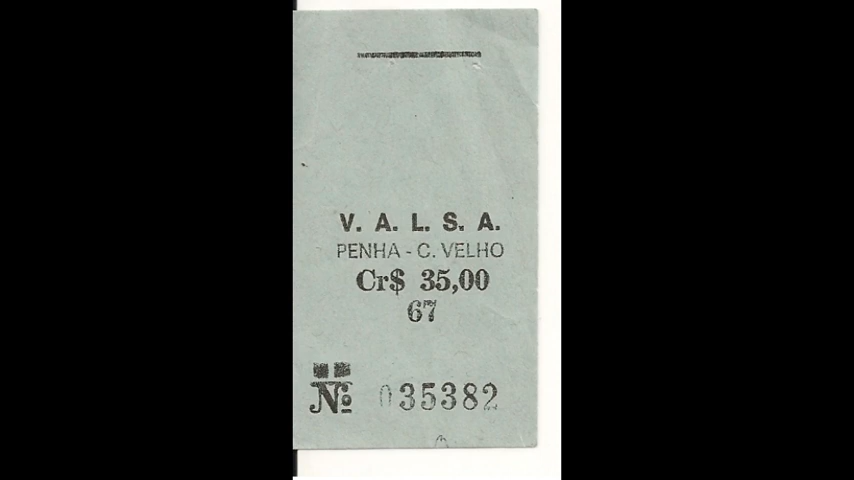 V. A. L. S. A.
PENHA - C. VELHO
Cr$ 35,00
67
Nº 035382